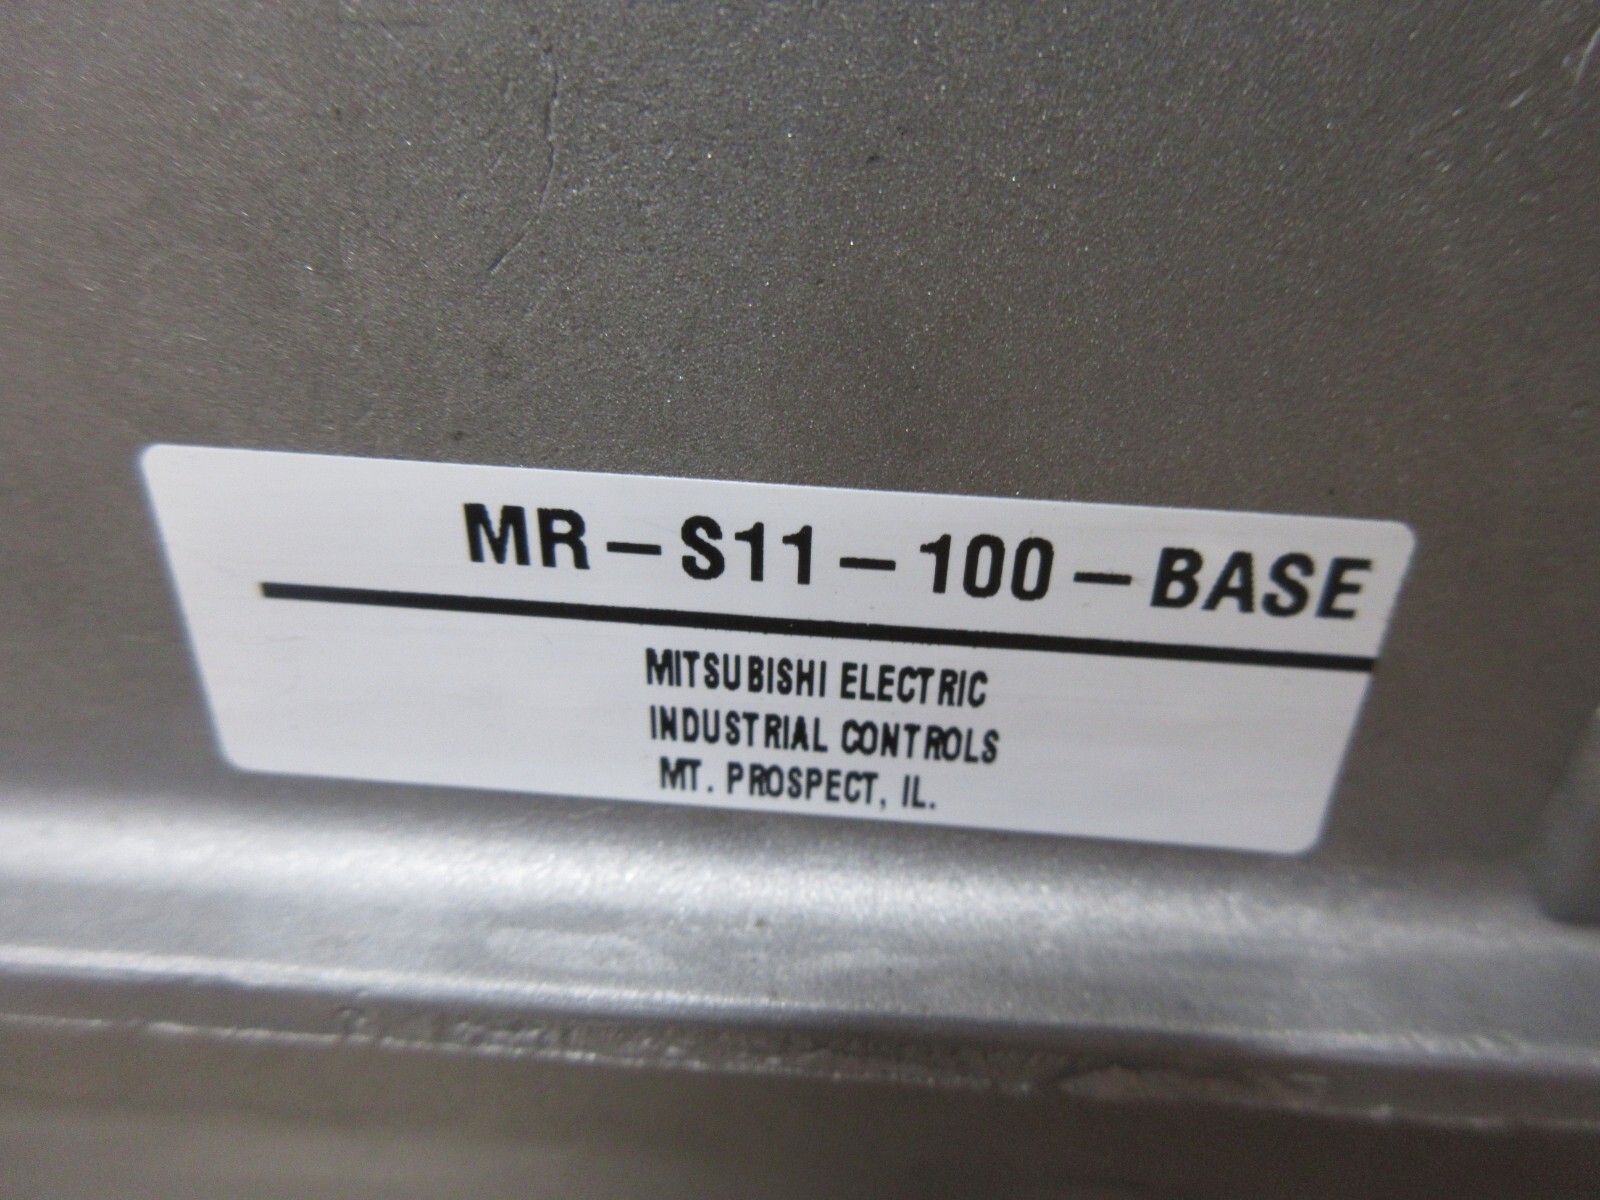 MR-S11-100-BASE
MITSUBISHI ELECTRIC
INDUSTRIAL CONTROLS
MT. PROSPECT, IL.